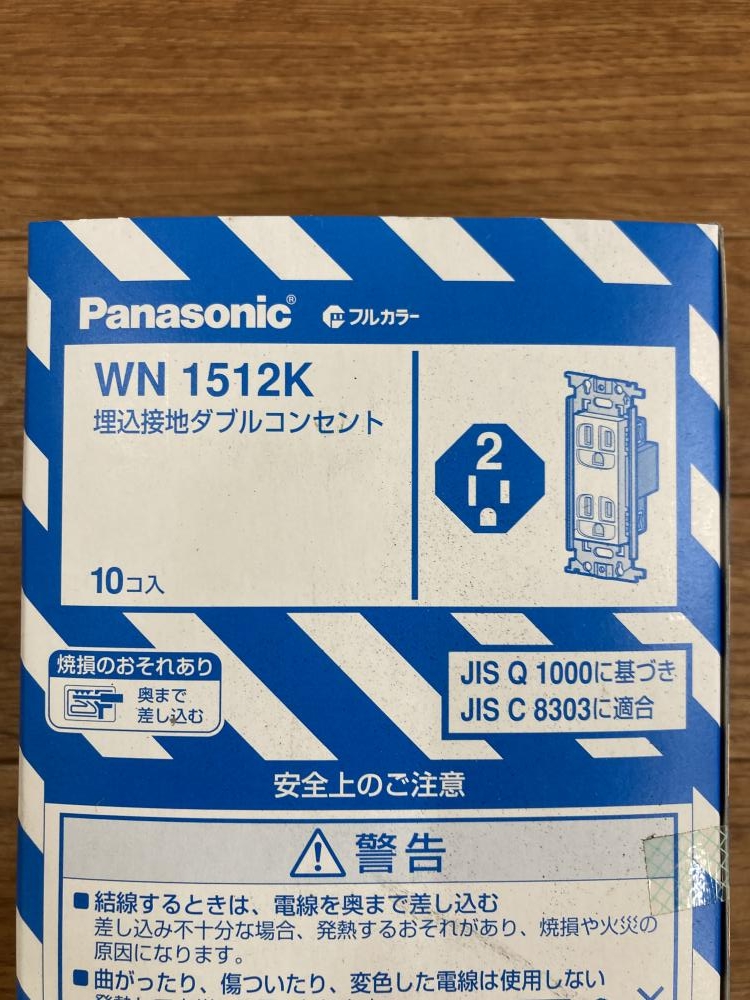 Panasonic® フルカラー
WN 1512K
埋込接地ダブルコンセント
2
10コ入
焼損のおそれあり
奥まで
差し込む
JIS Q 1000に基づき
JIS C 8303に適合
安全上のご注意
警告
■結線するときは、電線を奥まで差し込む
差し込み不十分な場合、発熱するおそれがあり、焼損や火災の
原因になります。
■曲がったり、傷ついたり、変色した電線は使用しない